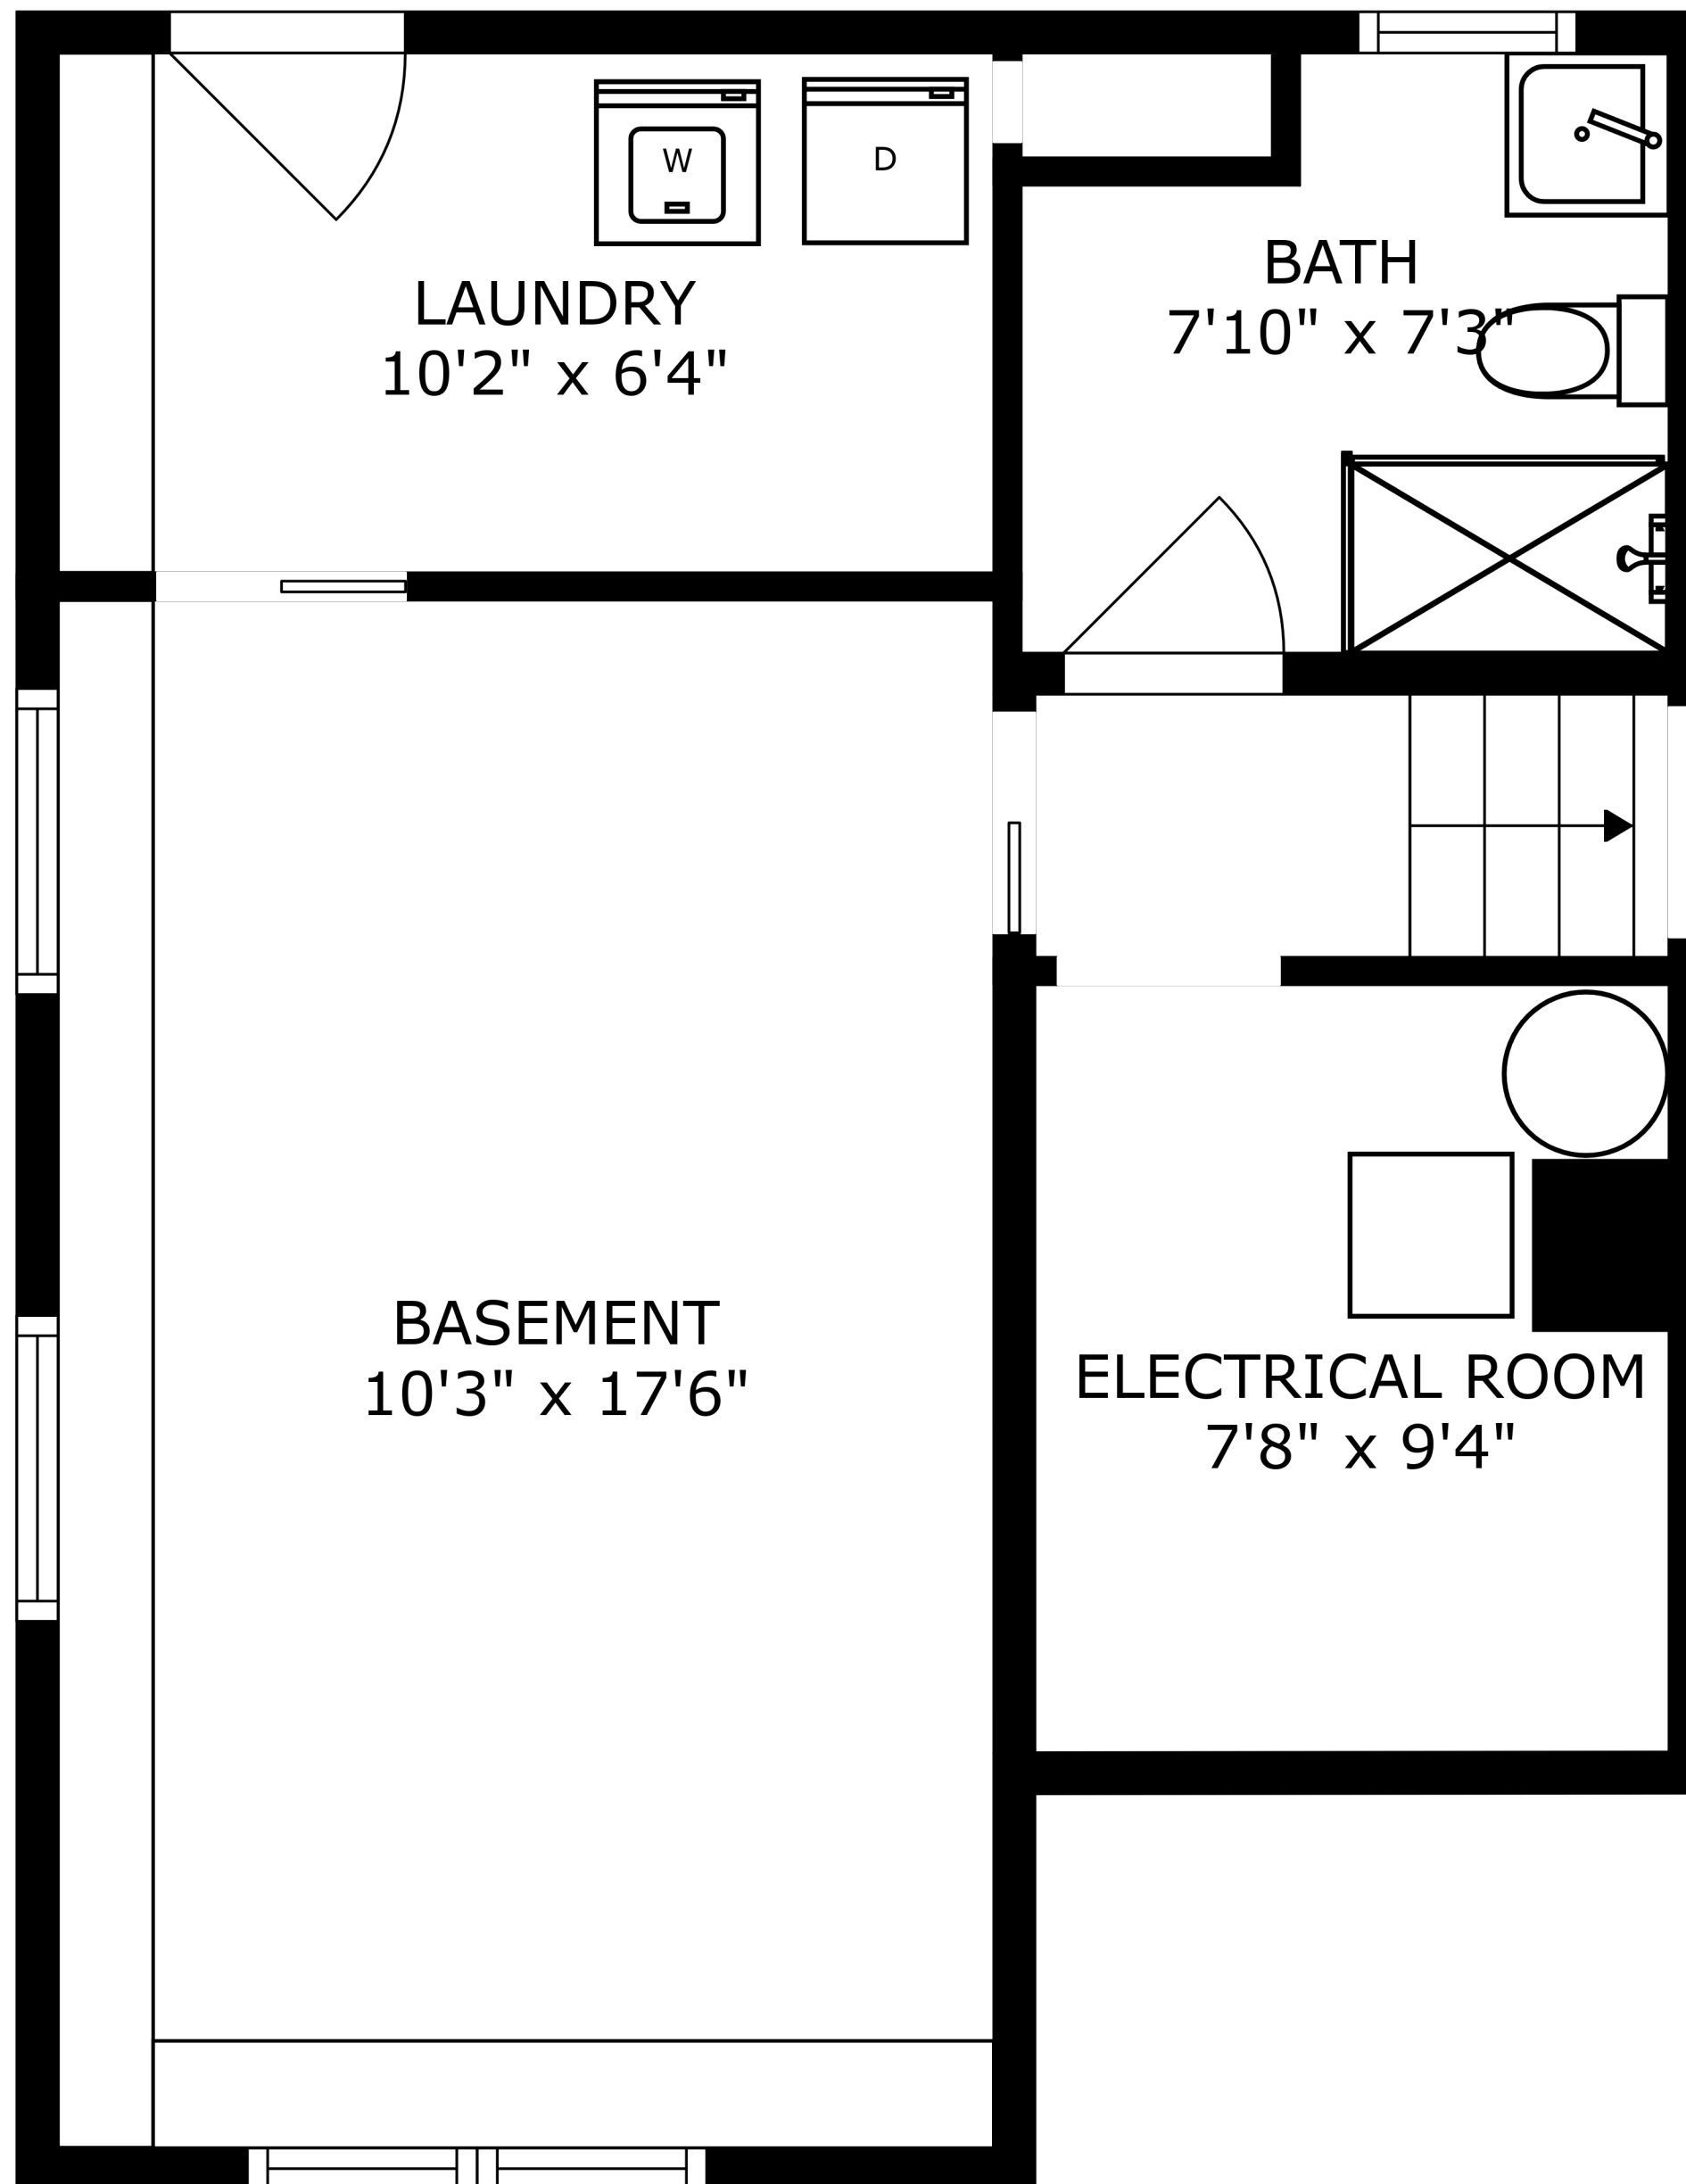 W
D
LAUNDRY
10'2" x 6'4"
BATH
7'10" x 7'3"
BASEMENT
10'3" x 17'6"
ELECTRICAL ROOM
7'8" x 9'4"